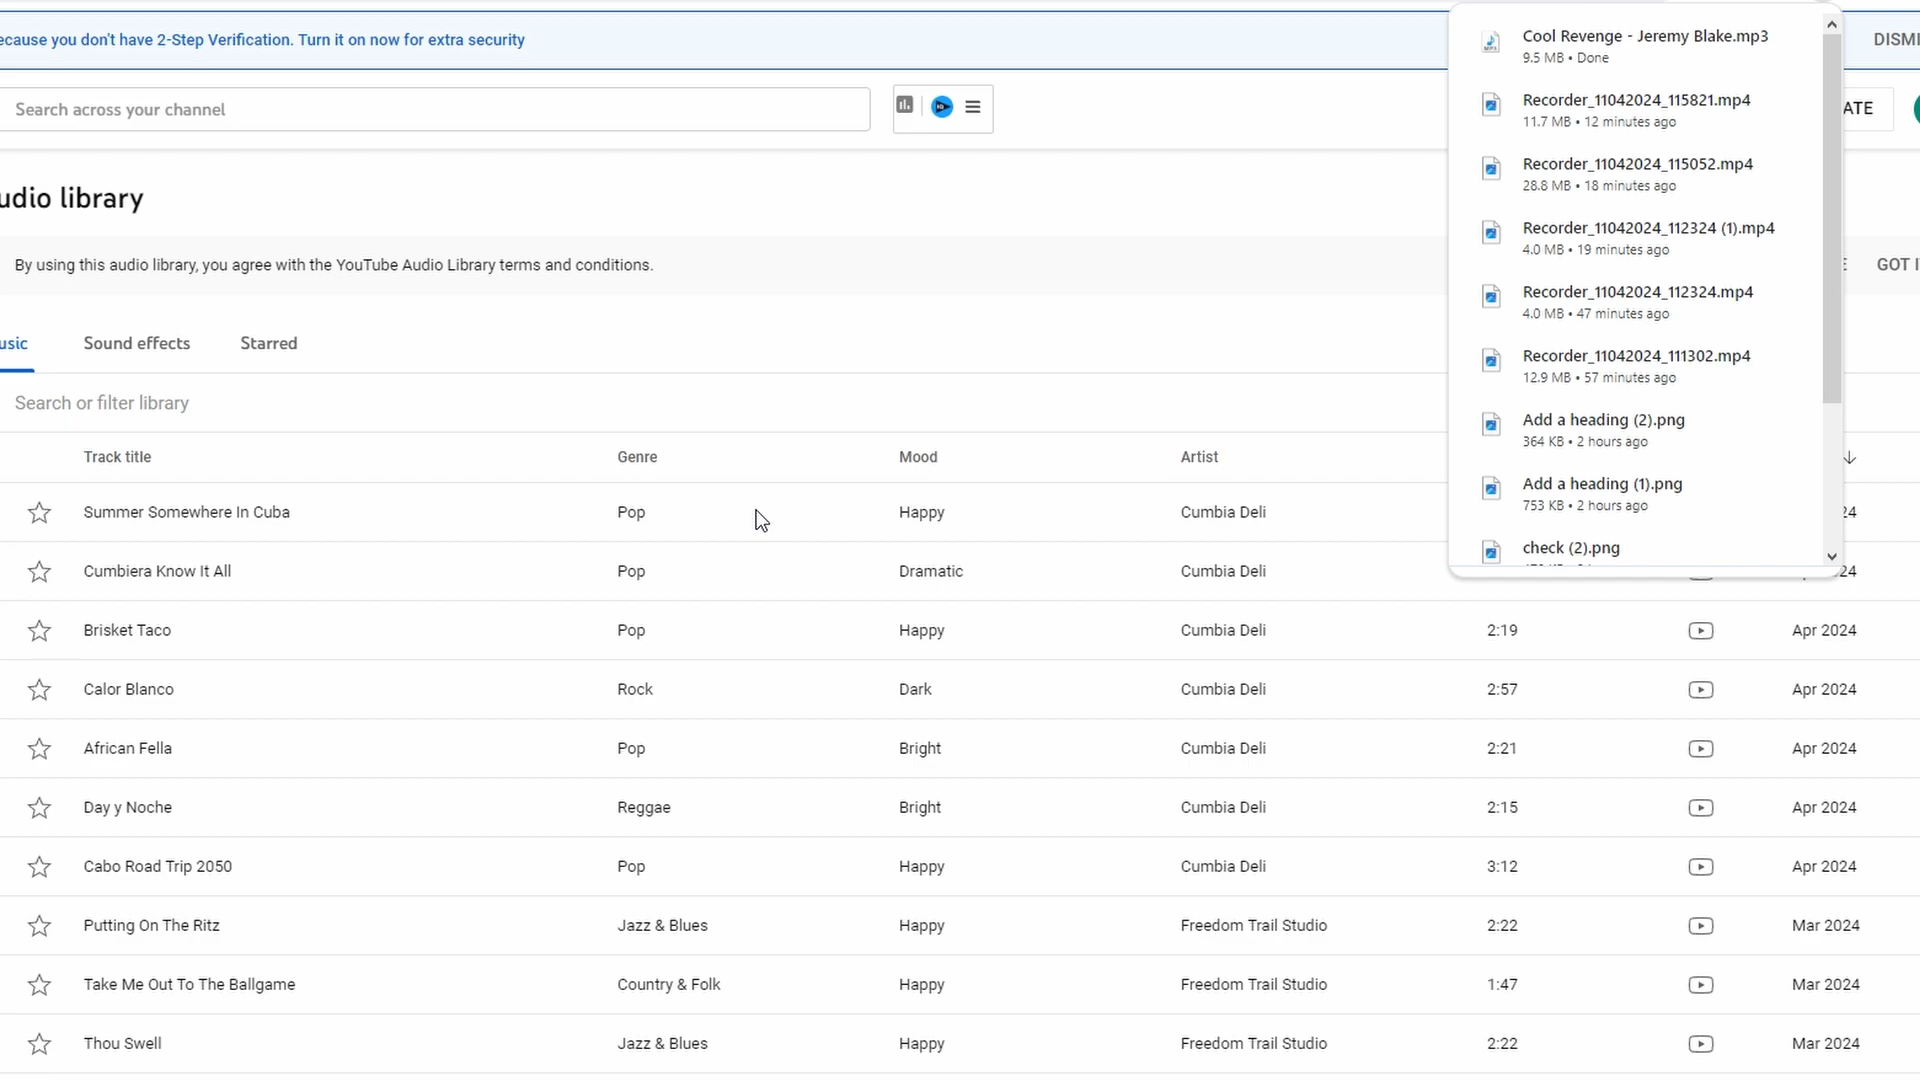 ecause you don't have 2-Step Verification. Turn it on now for extra security
DISMI
Search across your channel
ATE
udio library
By using this audio library, you agree with the YouTube Audio Library terms and conditions.
GOT I
usic Sound effects Starred
Search or filter library
Track title Genre Mood Artist
Summer Somewhere In Cuba Pop Happy Cumbia Deli 24
Cumbiera Know It All Pop Dramatic Cumbia Deli 24
Brisket Taco Pop Happy Cumbia Deli 2:19 Apr 2024
Calor Blanco Rock Dark Cumbia Deli 2:57 Apr 2024
African Fella Pop Bright Cumbia Deli 2:21 Apr 2024
Day y Noche Reggae Bright Cumbia Deli 2:15 Apr 2024
Cabo Road Trip 2050 Pop Happy Cumbia Deli 3:12 Apr 2024
Putting On The Ritz Jazz & Blues Happy Freedom Trail Studio 2:22 Mar 2024
Take Me Out To The Ballgame Country & Folk Happy Freedom Trail Studio 1:47 Mar 2024
Thou Swell Jazz & Blues Happy Freedom Trail Studio 2:22 Mar 2024
Cool Revenge - Jeremy Blake.mp3
9.5 MB • Done
Recorder_11042024_115821.mp4
11.7 MB • 12 minutes ago
Recorder_11042024_115052.mp4
28.8 MB • 18 minutes ago
Recorder_11042024_112324 (1).mp4
4.0 MB • 19 minutes ago
Recorder_11042024_112324.mp4
4.0 MB • 47 minutes ago
Recorder_11042024_111302.mp4
12.9 MB • 57 minutes ago
Add a heading (2).png
364 KB • 2 hours ago
Add a heading (1).png
753 KB • 2 hours ago
check (2).png